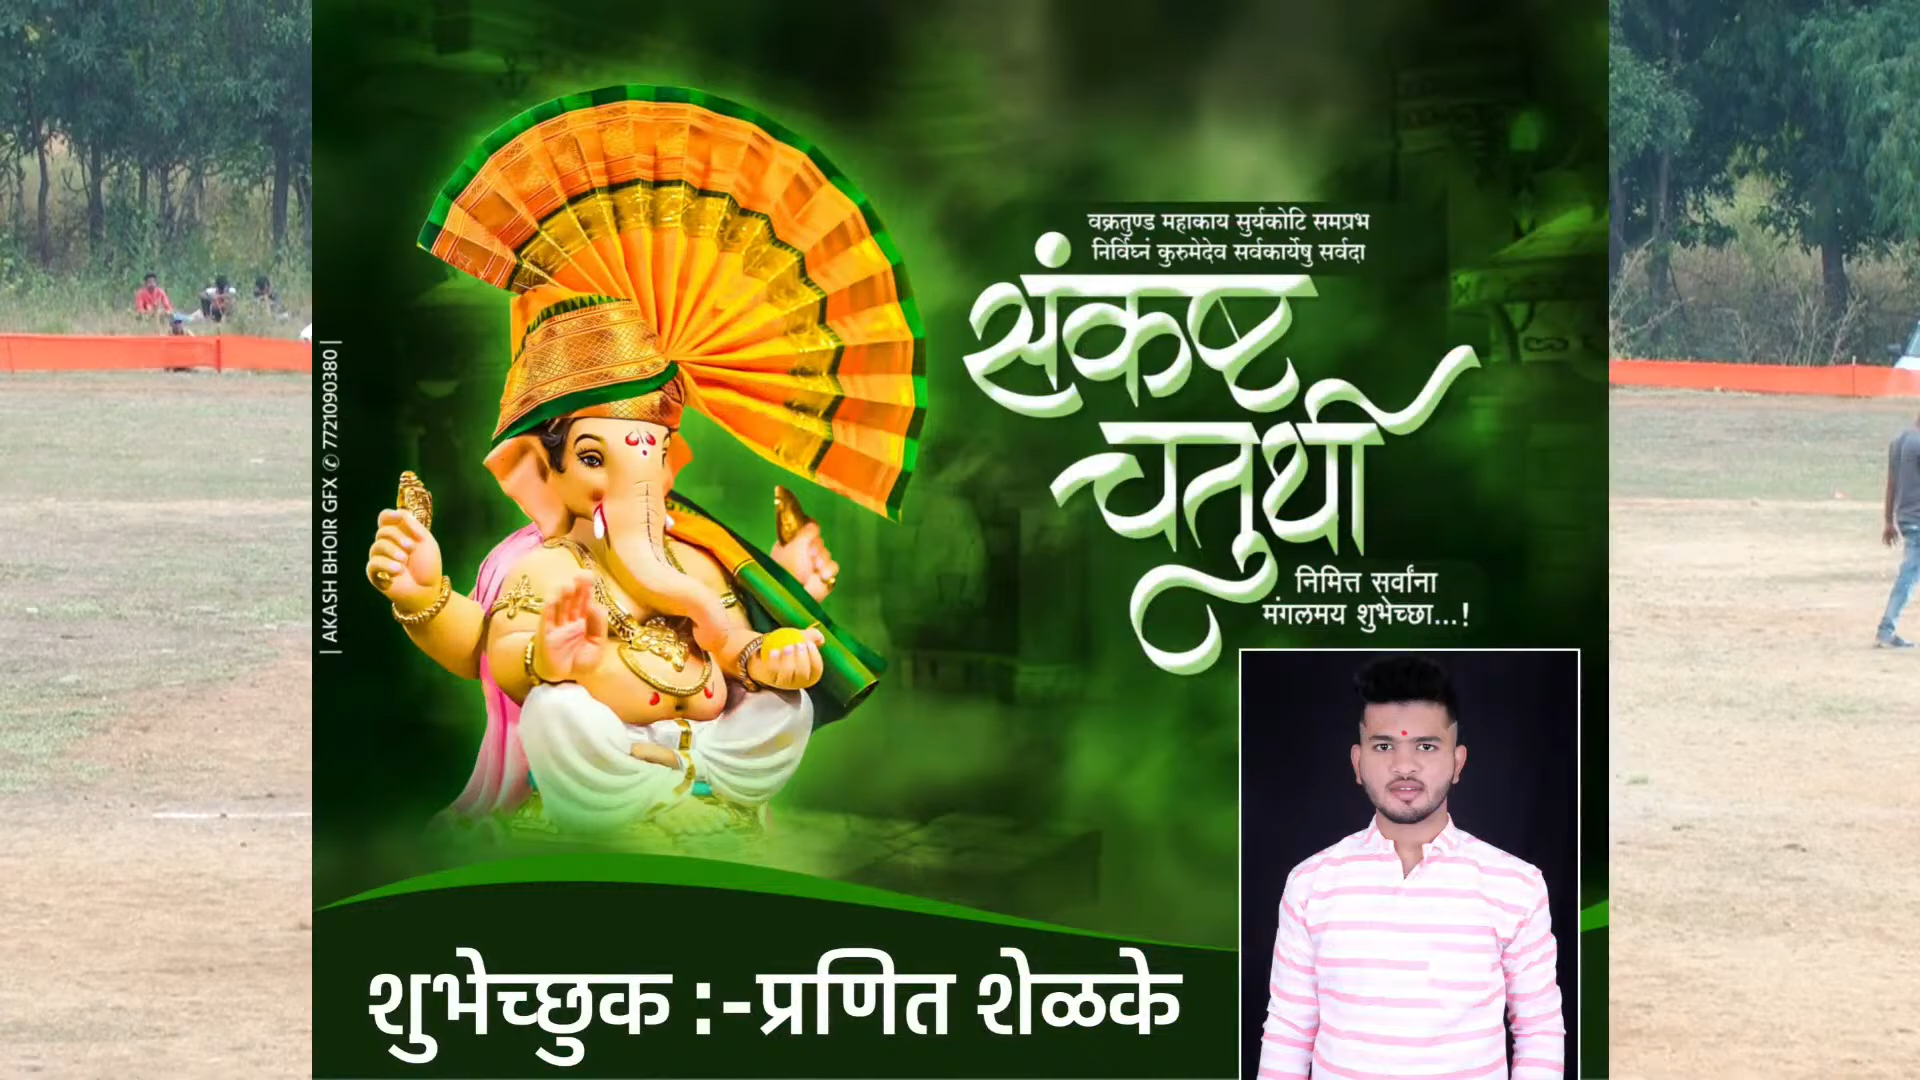 वक्रतुण्ड महाकाय सुर्यकोटि समप्रभ
निर्विघ्नं कुरुमेदेव सर्वकार्येषु सर्वदा
संकष्ट
चतुर्थी
निमित्त सर्वांना
मंगलमय शुभेच्छा...!
| AKASH BHOIR GFX ✆ 7721090380 |
शुभेच्छुक :-प्रणित शेळके